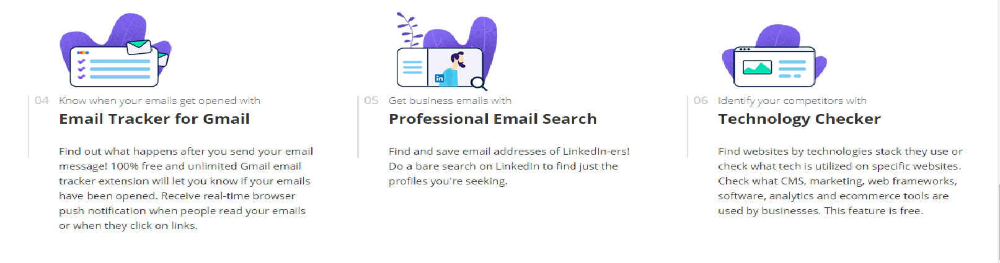 04 Know when your emails get opened with
Email Tracker for Gmail
Find out what happens after you send your email
message! 100% free and unlimited Gmail email
tracker extension will let you know if your emails
have been opened. Receive real-time browser
push notification when people read your emails
or when they click on links.
in
05 Get business emails with
Professional Email Search
Find and save email addresses of LinkedIn-ers!
Do a bare search on LinkedIn to find just the
profiles you're seeking.
06 Identify your competitors with
Technology Checker
Find websites by technologies stack they use or
check what tech is utilized on specific websites.
Check what CMS, marketing, web frameworks,
software, analytics and ecommerce tools are
used by businesses. This feature is free.